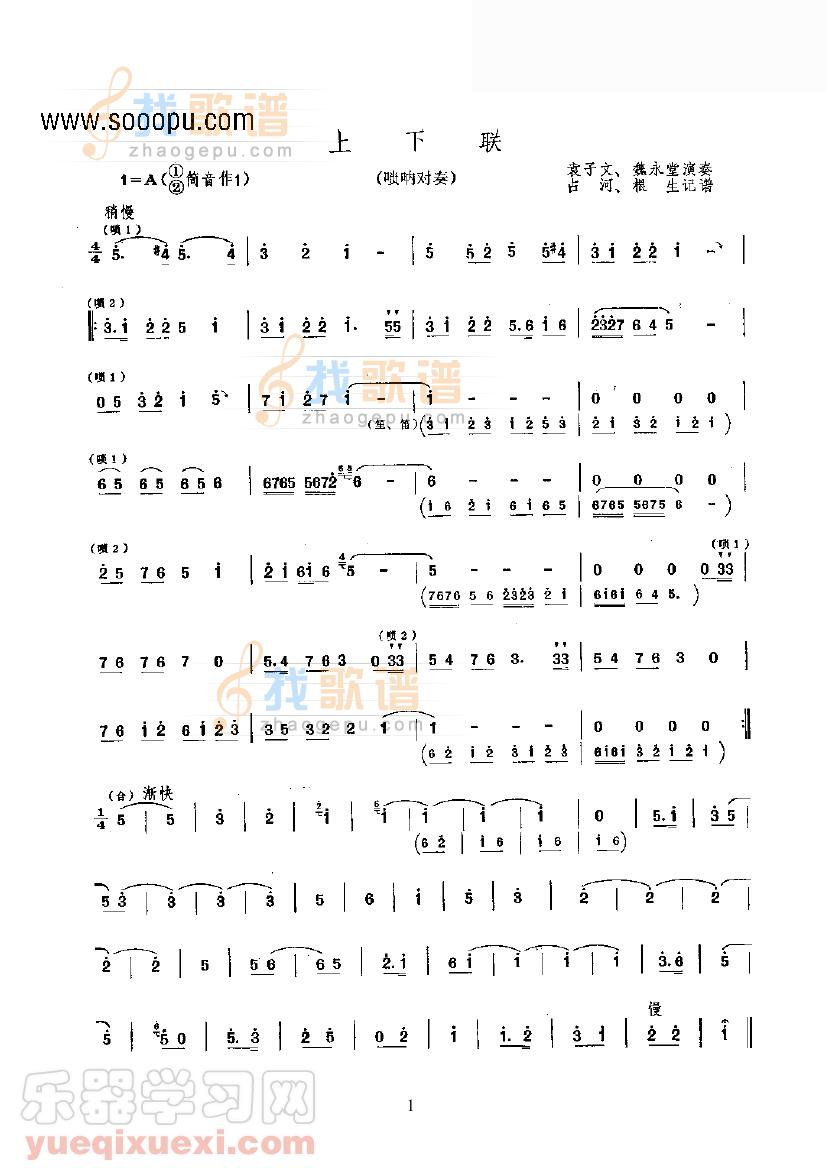 找歌谱
www.sooopu.com
zhaogepu.com
上下联
1=A(①②筒音作1)
(唢呐对奏)
袁子文、魏永堂演奏
占河、根生记谱
稍慢
(唢1)
4/4 5. #4 5. 4 | 3 2 1 - | 5 5 2 5 5#4 | 3 1 2 2 1 - |
(唢2)
‖: 3.1 2 2 5 1 | 3 1 2 2 1. 55 | 3 1 2 2 5.6 1 6 | 2327 6 4 5 - |
找歌谱
zhaogepu.com
(唢1)
0 5 3 2 1 5 | 7 1 2 7 1 - - | 1 - - - | 0 0 0 0 |
(笙、笛)
(3 1 2 3 1 2 5 3 | 2 1 3 2 1 2 1)
(唢1)
6 5 6 5 6 5 6 | 6765 5672 6 - | 6 - - - | 0 0 0 0 |
(1 6 2 1 6 1 6 5 | 6765 5675 6 -)
(唢2)
(唢1)
2 5 7 6 5 1 | 2 1 6 1 6 5 - | 5 - - - | 0 0 0 0 33 |
(7676 5 6 2323 2 1 | 6161 6 4 5.)
(唢2)
7 6 7 6 7 0 | 5.4 7 6 3 0 33 | 5 4 7 6 3. 33 | 5 4 7 6 3 0 |
找歌谱
zhaogepu.com
7 6 1 2 6 1 2 3 | 3 5 3 2 2 1 | 1 - - - | 0 0 0 0 :‖
(6 2 1 2 3 1 2 3 | 6161 3 2 1 2 1)
(合) 渐快
1/4 5 | 5 | 3 | 2 | 1 | 1 | 1 | 1 | 1 | 0 | 5.1 | 3 5 |
(6 2 | 1 6 | 1 6 | 1 6)
5 3 | 3 | 3 | 3 | 5 | 6 | 1 | 5 | 3 | 2 | 2 | 2 |
2 | 2 | 5 | 5 6 | 6 5 | 2.1 | 6 1 | 1 | 1 | 1 | 3.6 | 5 |
慢
5 | 5 0 | 5.3 | 2 5 | 0 2 | 1 | 1.2 | 3 1 | 2 2 | 1 |
乐器学习网
yueqixuexi.com
1